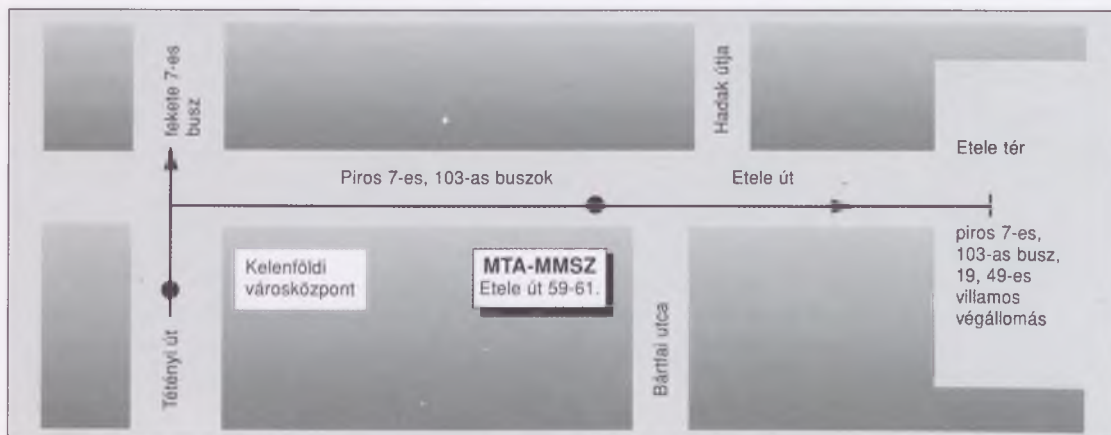 fekete 7-es
busz
Hadak útja
Etele tér
Piros 7-es, 103-as buszok
Etele út
Kelenföldi
városközpont
MTA-MMSZ
Etele út 59-61.
piros 7-es,
103-as busz,
19, 49-es
villamos
végállomás
Tétényi út
Bártfai utca